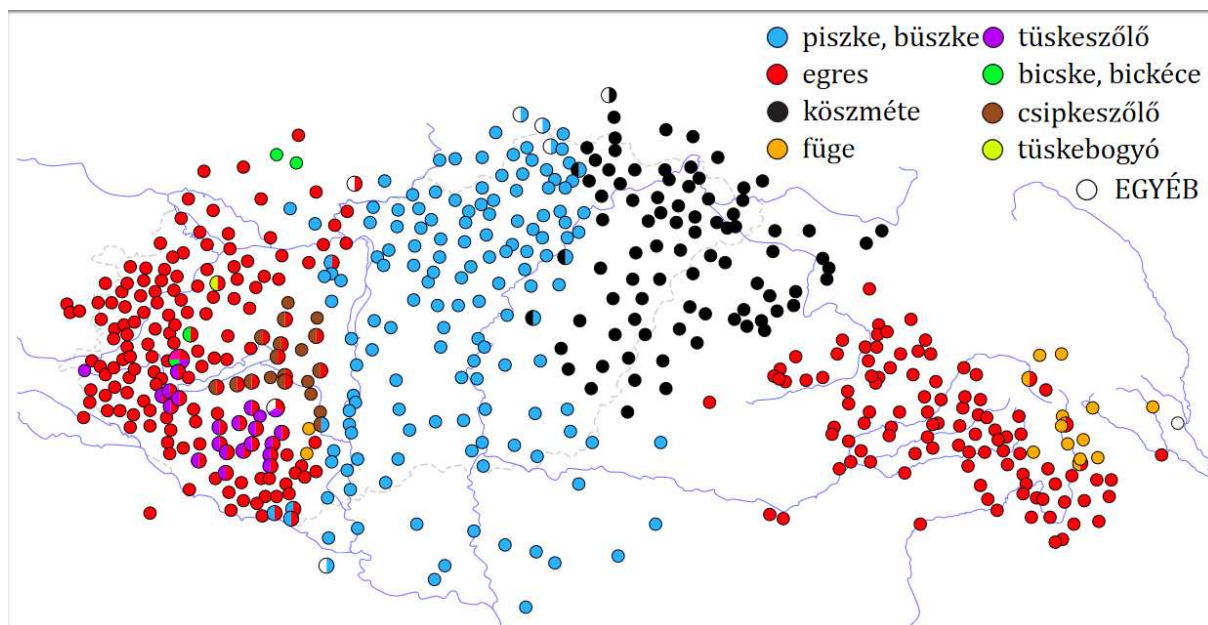 piszke, büszke
egres
köszméte
füge
tüskeszőlő
bicske, bickéce
csipkeszőlő
tüskebogyó
EGYÉB